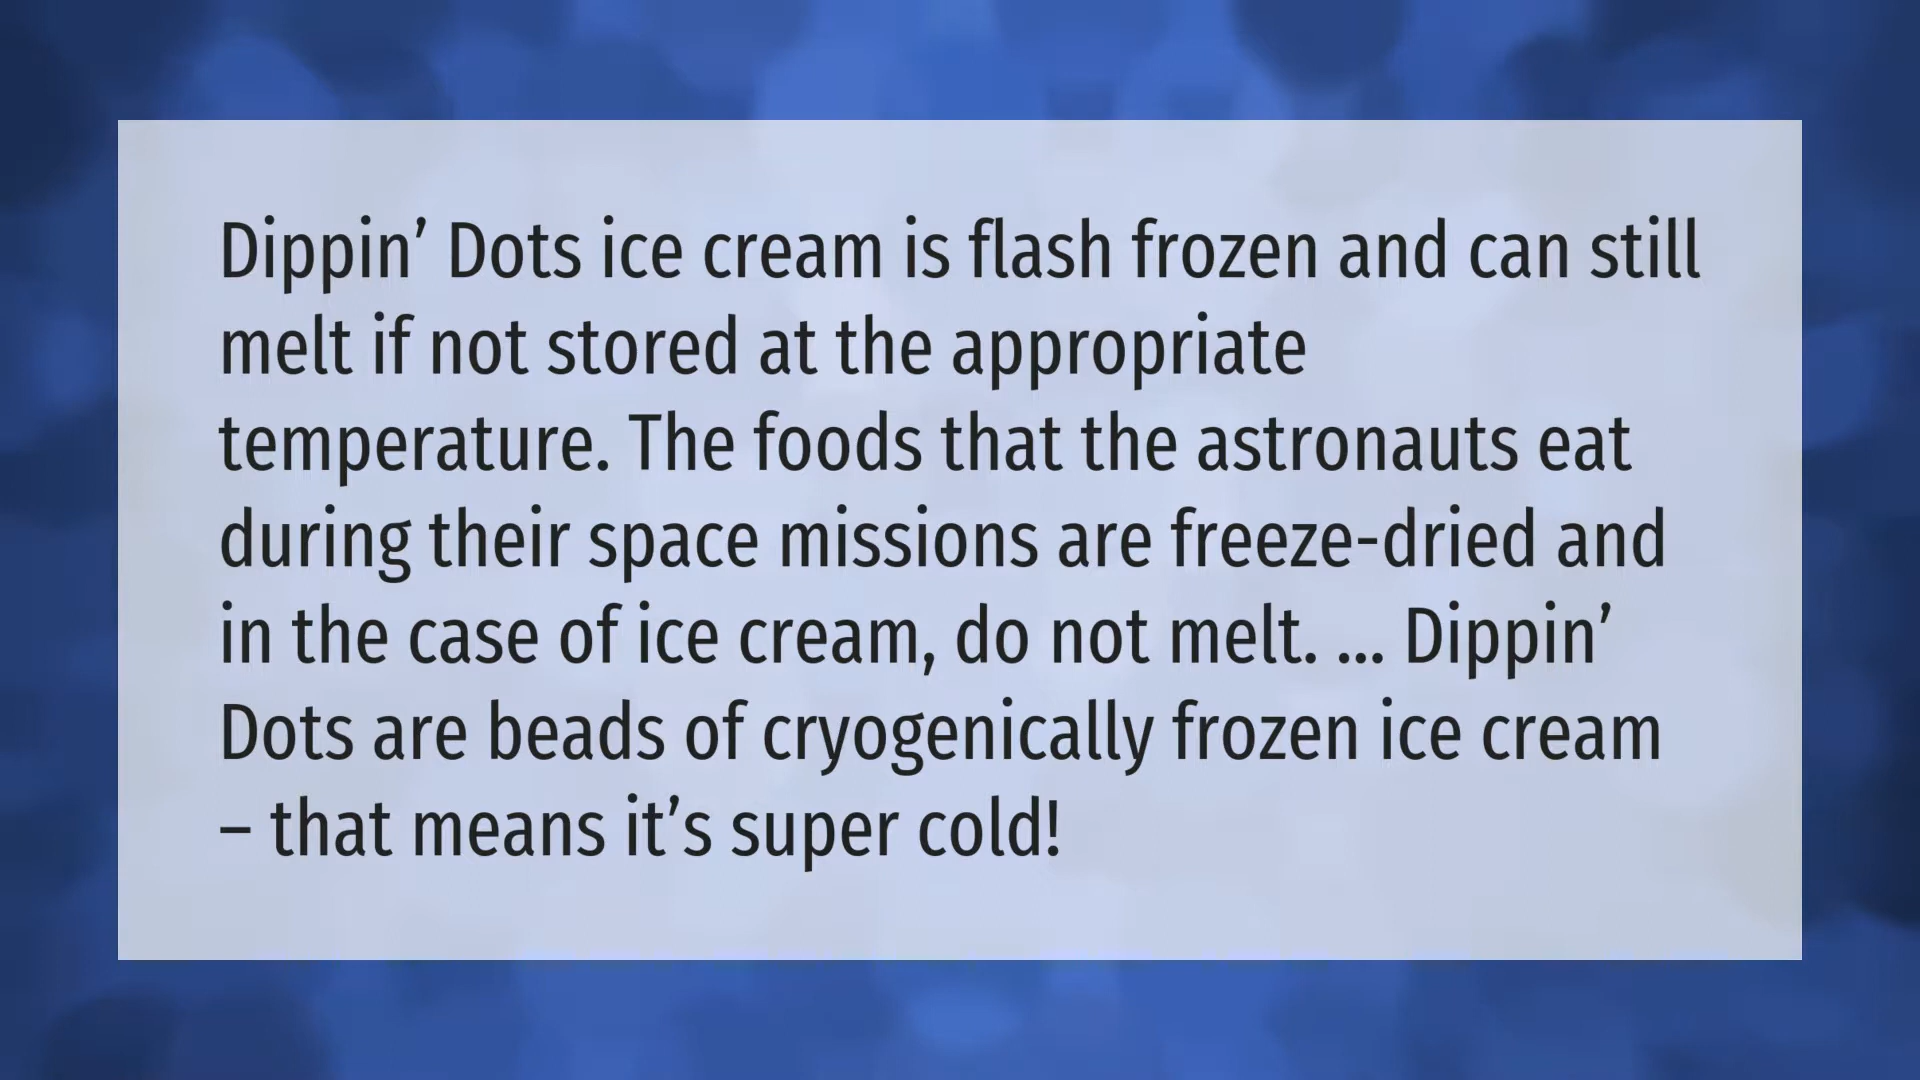 Dippin’ Dots ice cream is flash frozen and can still
melt if not stored at the appropriate
temperature. The foods that the astronauts eat
during their space missions are freeze-dried and
in the case of ice cream, do not melt. ... Dippin’
Dots are beads of cryogenically frozen ice cream
– that means it’s super cold!